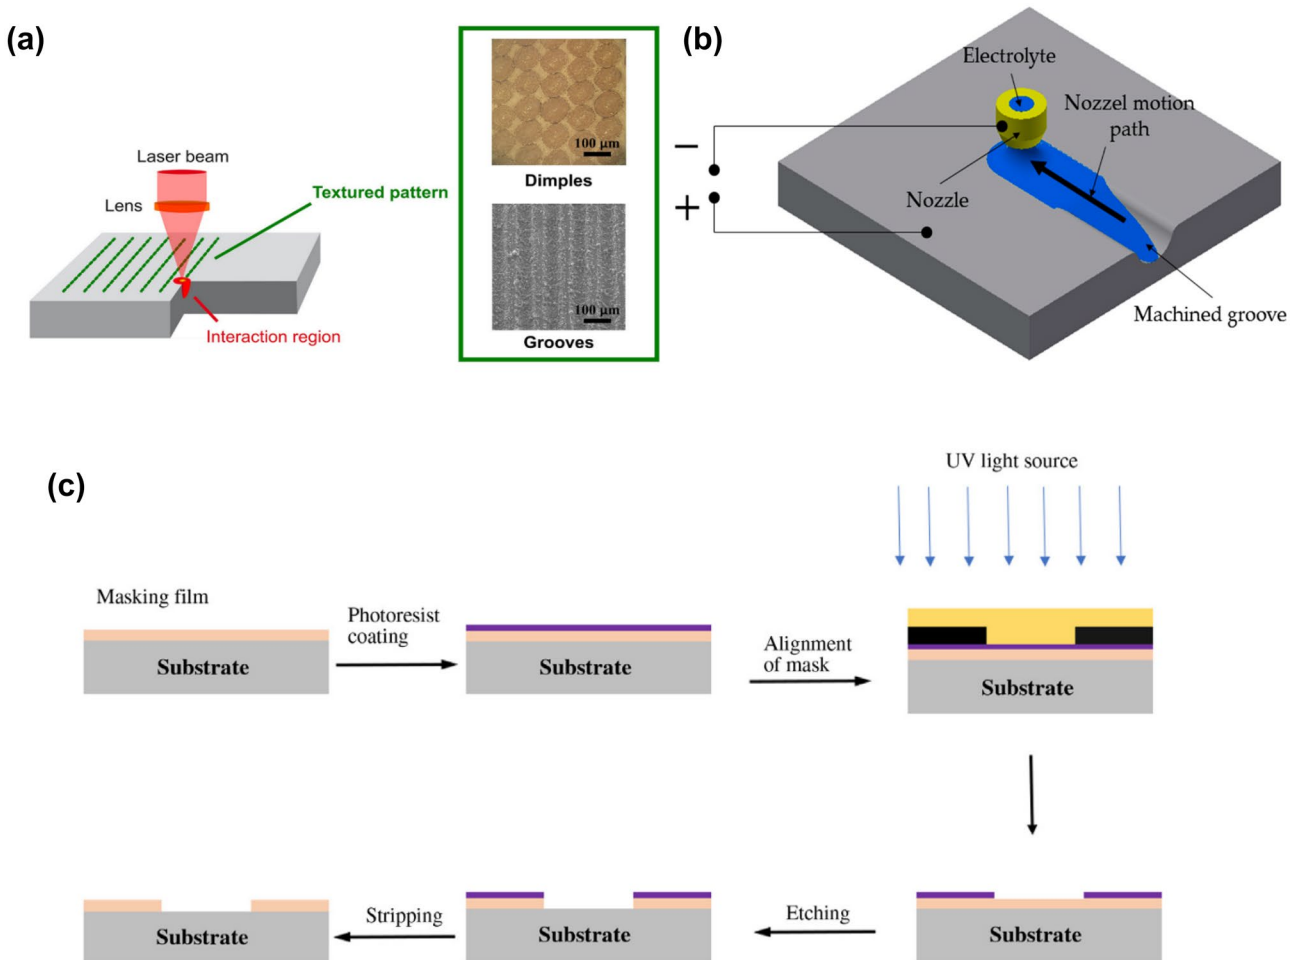 (a)
Laser beam
Lens
Textured pattern
Interaction region
100 μm
Dimples
100 μm
Grooves
(b)
Electrolyte
Nozzel motion
path
−
+
Nozzle
Machined groove
(c)
UV light source
Masking film
Substrate
Photoresist
coating
Substrate
Alignment
of mask
Substrate
Substrate
Stripping
Substrate
Etching
Substrate